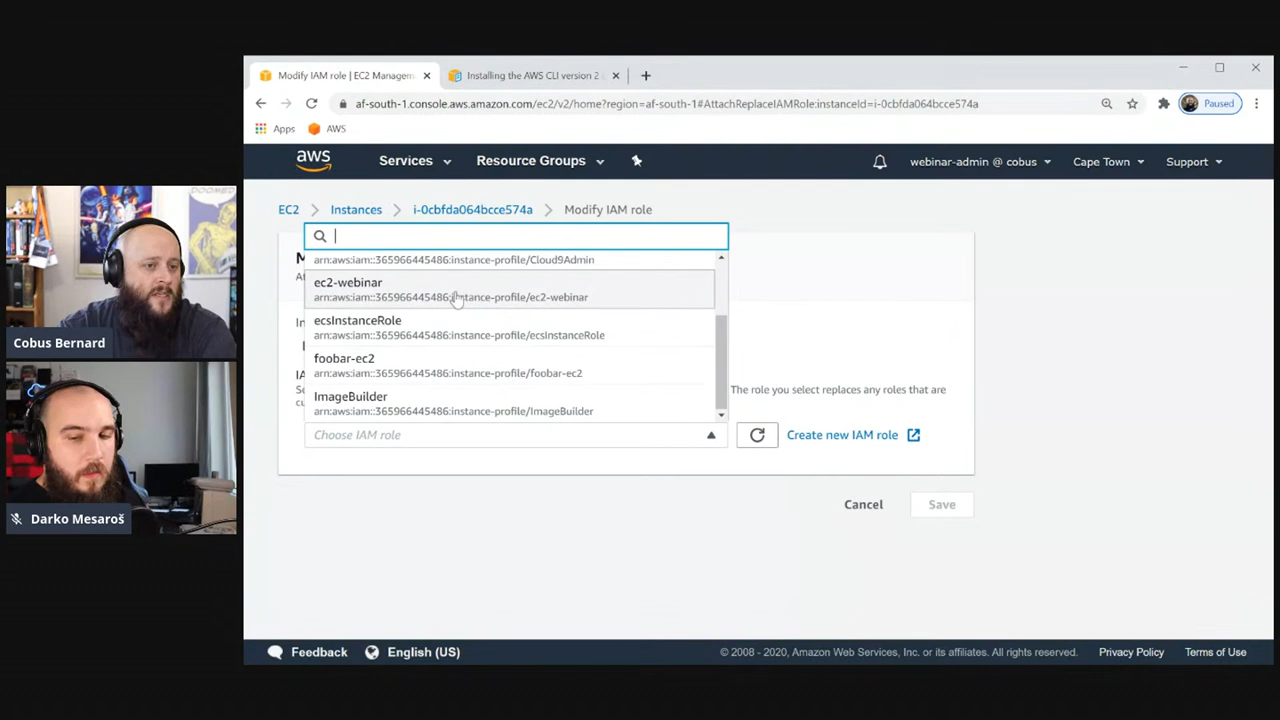 Modify IAM role | EC2 Managem
Installing the AWS CLI version 2
af-south-1.console.aws.amazon.com/ec2/v2/home?region=af-south-1#AttachReplaceIAMRole:instanceId=i-0cbfda064bcce574a
Paused
Apps
AWS
aws
Services
Resource Groups
webinar-admin @ cobus
Cape Town
Support
EC2
Instances
i-0cbfda064bcce574a
Modify IAM role
arn:aws:iam::365966445486:instance-profile/Cloud9Admin
ec2-webinar
arn:aws:iam::365966445486:instance-profile/ec2-webinar
ecsInstanceRole
arn:aws:iam::365966445486:instance-profile/ecsInstanceRole
foobar-ec2
arn:aws:iam::365966445486:instance-profile/foobar-ec2
The role you select replaces any roles that are
ImageBuilder
arn:aws:iam::365966445486:instance-profile/ImageBuilder
Choose IAM role
Create new IAM role
Cancel
Save
Cobus Bernard
Darko Mesaroš
Feedback
English (US)
© 2008 - 2020, Amazon Web Services, Inc. or its affiliates. All rights reserved.
Privacy Policy
Terms of Use